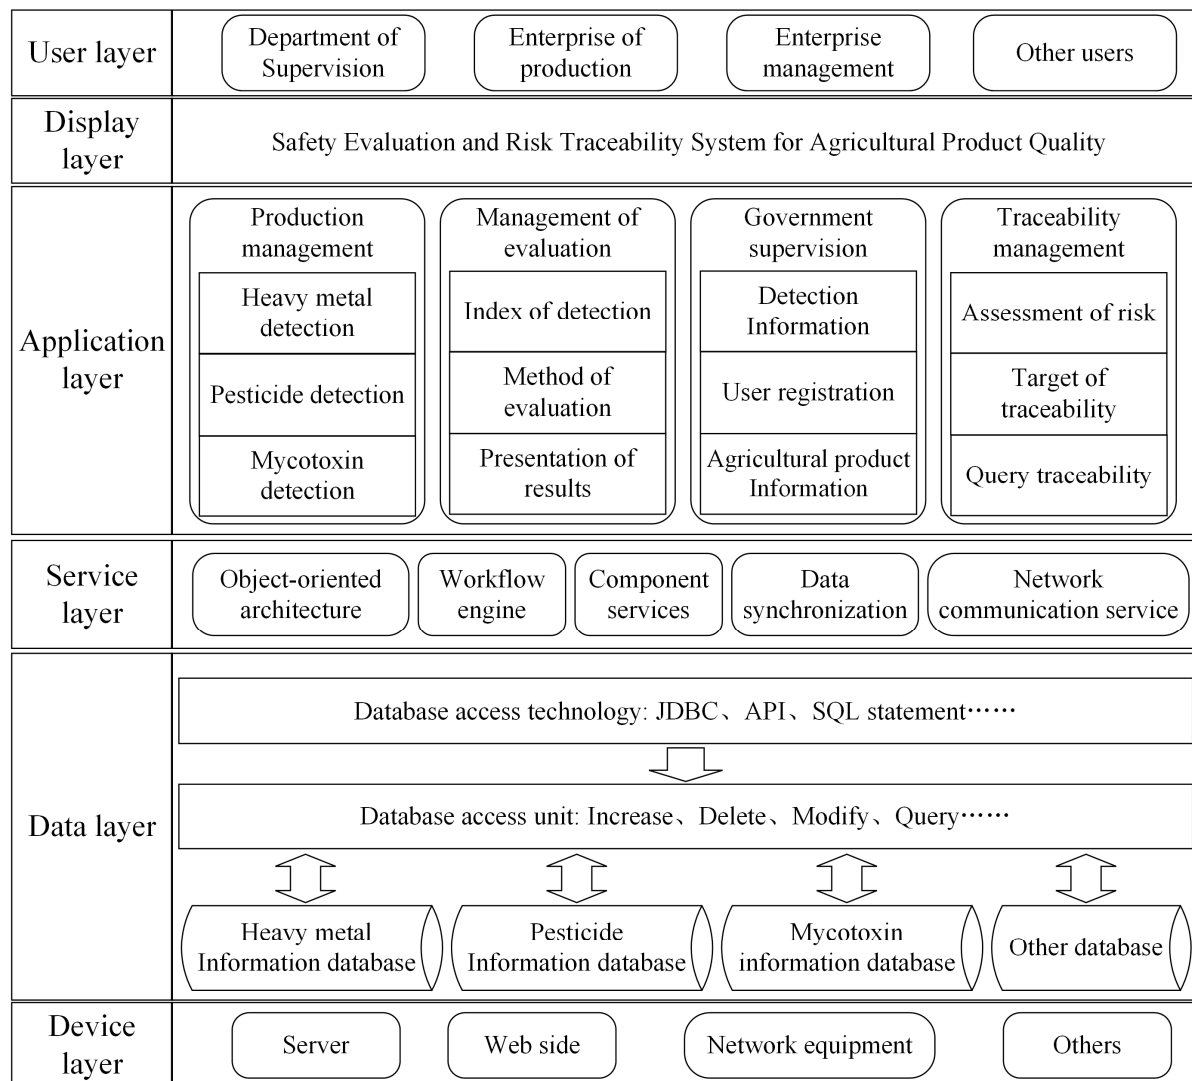 User layer
Department of
Supervision
Enterprise of
production
Enterprise
management
Other users
Display
layer
Safety Evaluation and Risk Traceability System for Agricultural Product Quality
Application
layer
Production
management
Heavy metal
detection
Pesticide detection
Mycotoxin
detection
Management of
evaluation
Index of detection
Method of
evaluation
Presentation of
results
Government
supervision
Detection
Information
User registration
Agricultural product
Information
Traceability
management
Assessment of risk
Target of
traceability
Query traceability
Service
layer
Object-oriented
architecture
Workflow
engine
Component
services
Data
synchronization
Network
communication service
Data layer
Database access technology: JDBC、API、SQL statement……
Database access unit: Increase、Delete、Modify、Query……
Heavy metal
Information database
Pesticide
Information database
Mycotoxin
information database
Other database
Device
layer
Server
Web side
Network equipment
Others